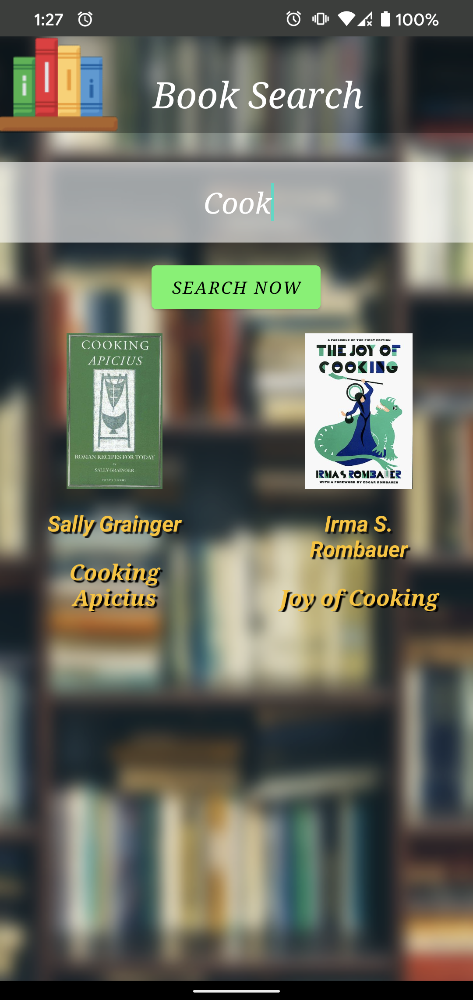 1:27
100%
Book Search
Cook
SEARCH NOW
COOKING
APICIUS
ROMAN RECIPES FOR TODAY
BY
SALLY GRAINGER
PROSPECT BOOKS
A FACSIMILE OF THE FIRST EDITION
THE JOY OF
COOKING
IRMA S ROMBAUER
WITH A FOREWORD BY EDGAR ROMBAUER
Sally Grainger
Cooking
Apicius
Irma S.
Rombauer
Joy of Cooking